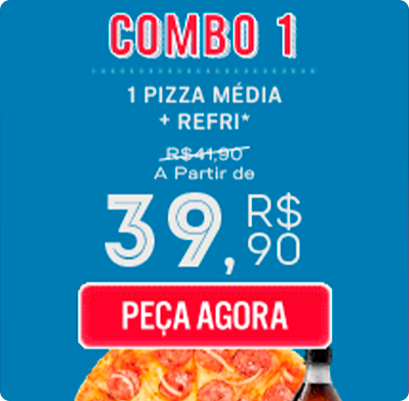 COMBO 1
1 PIZZA MÉDIA
+ REFRI*
R$41,90
A Partir de
39,90 R$
PEÇA AGORA